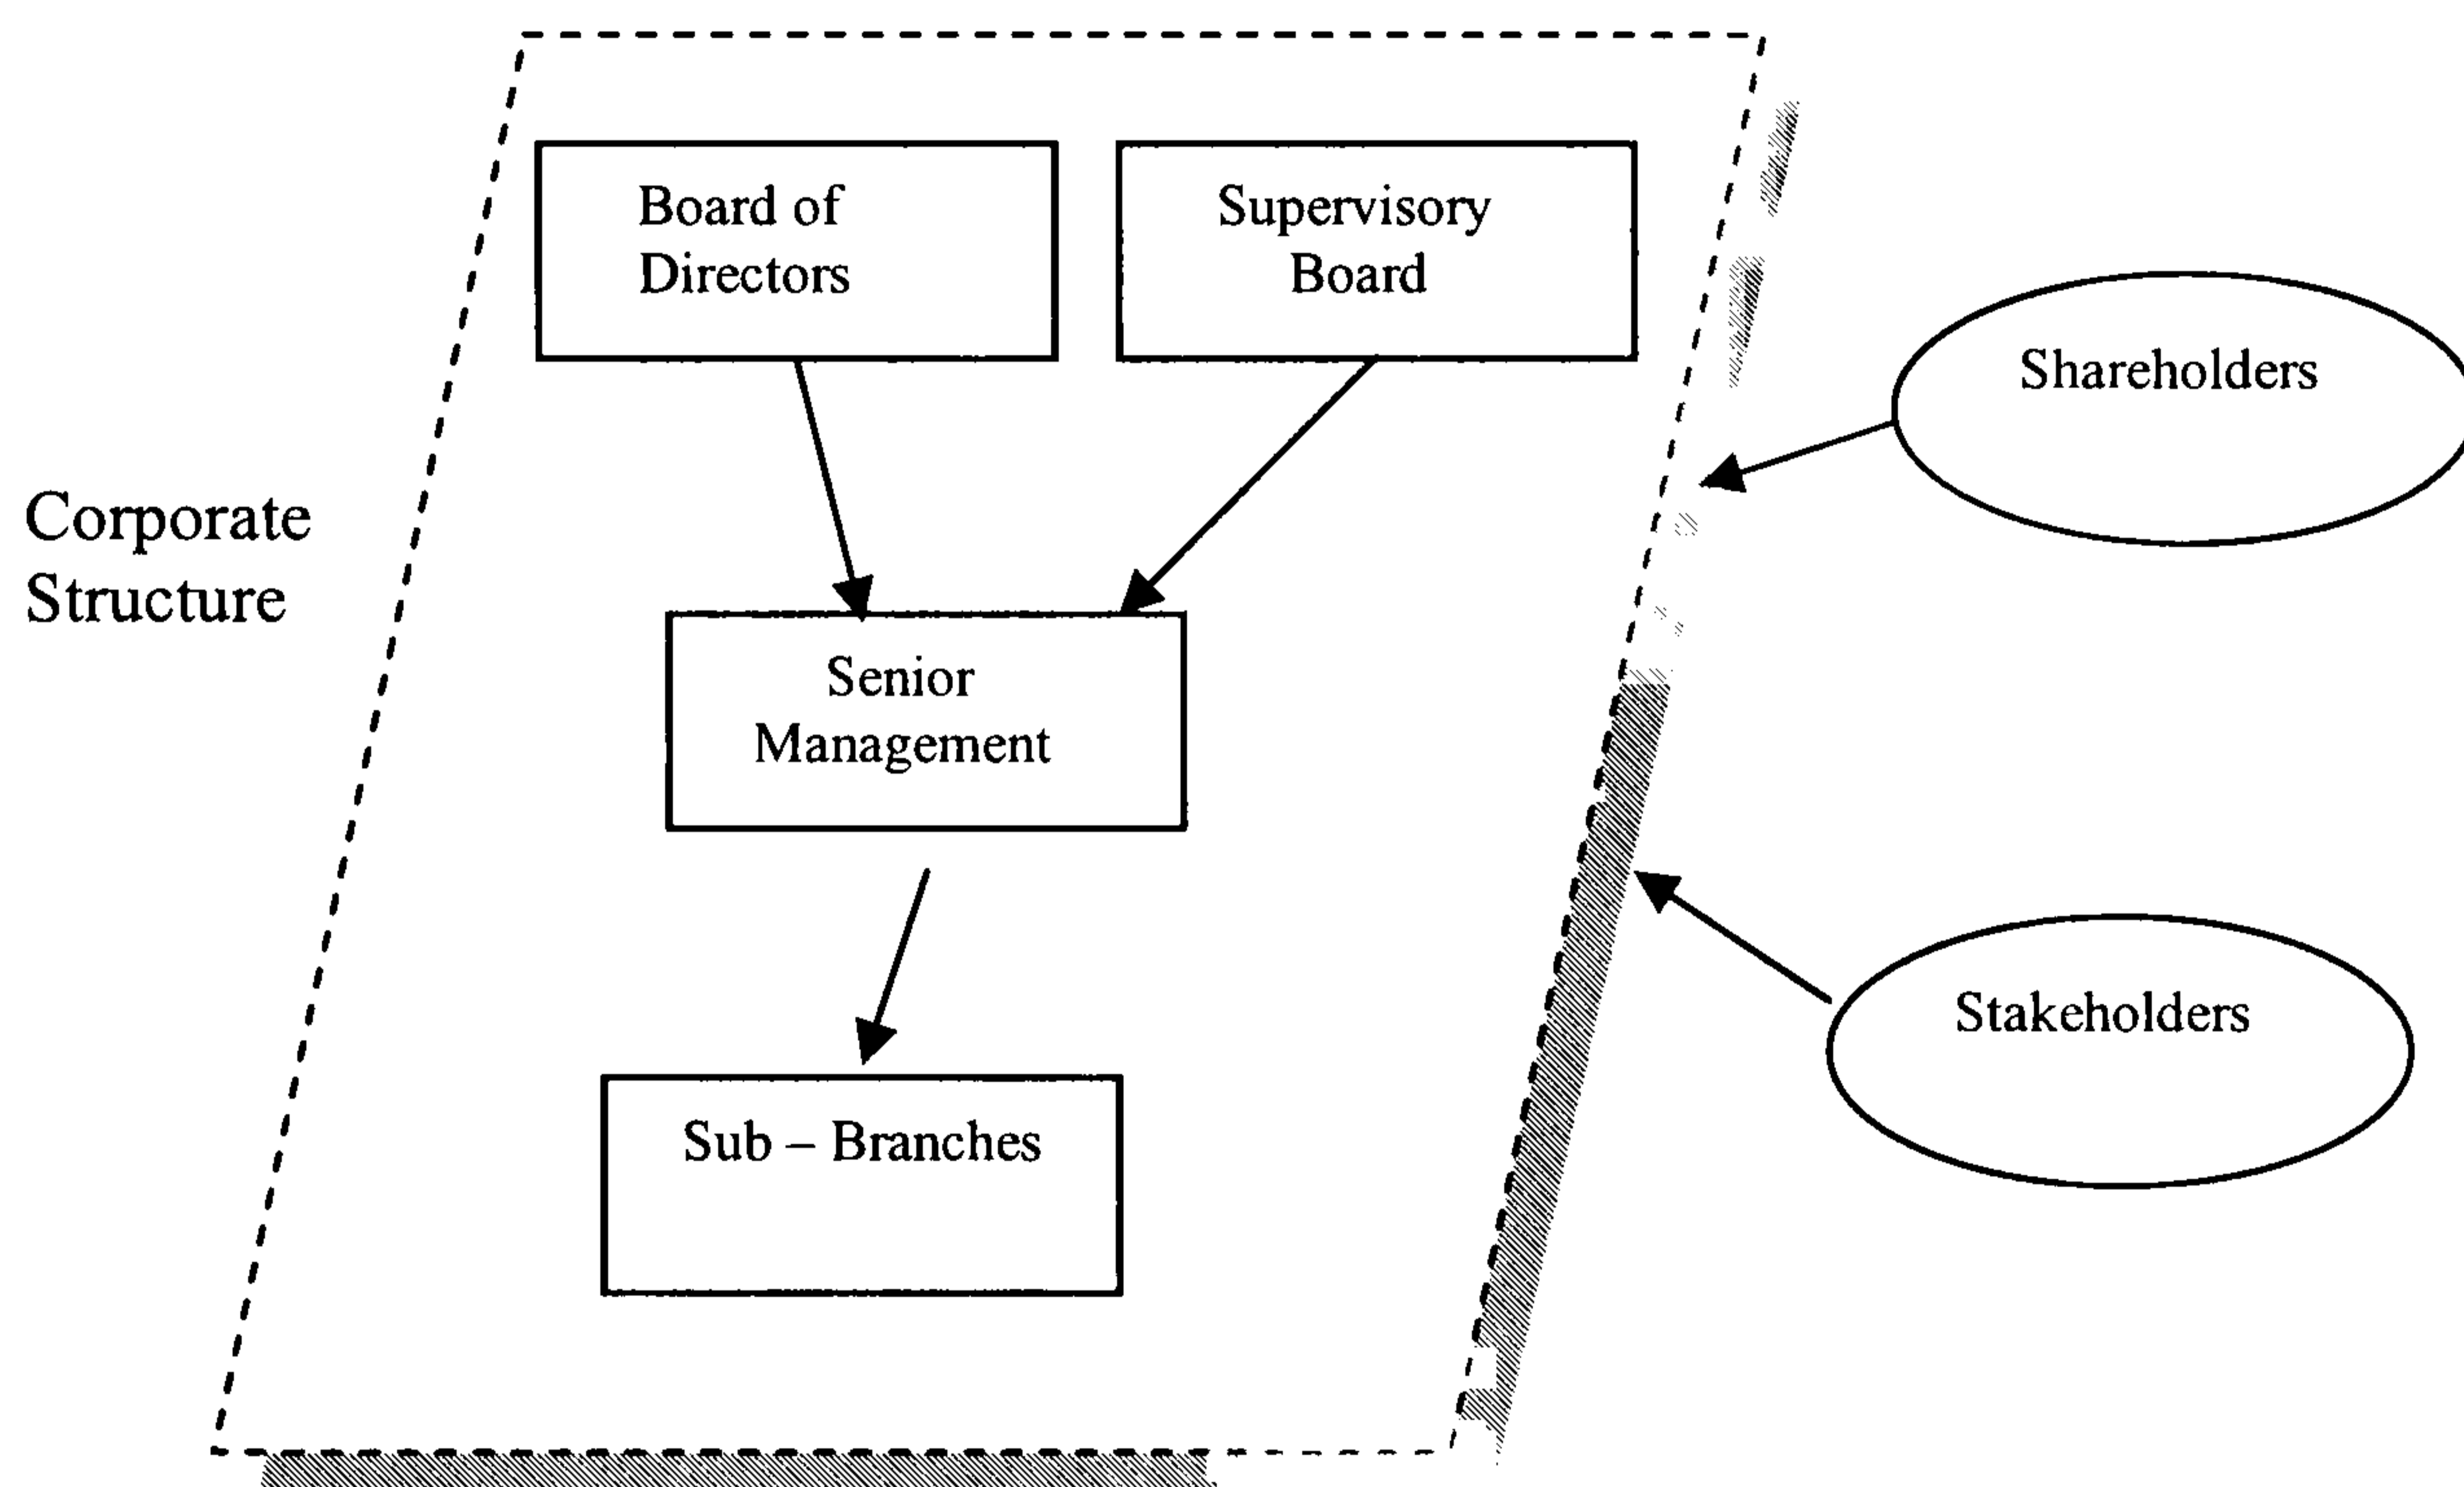 Board of
Directors
Supervisory
Board
Shareholders
Corporate
Structure
Senior
Management
Stakeholders
Sub – Branches